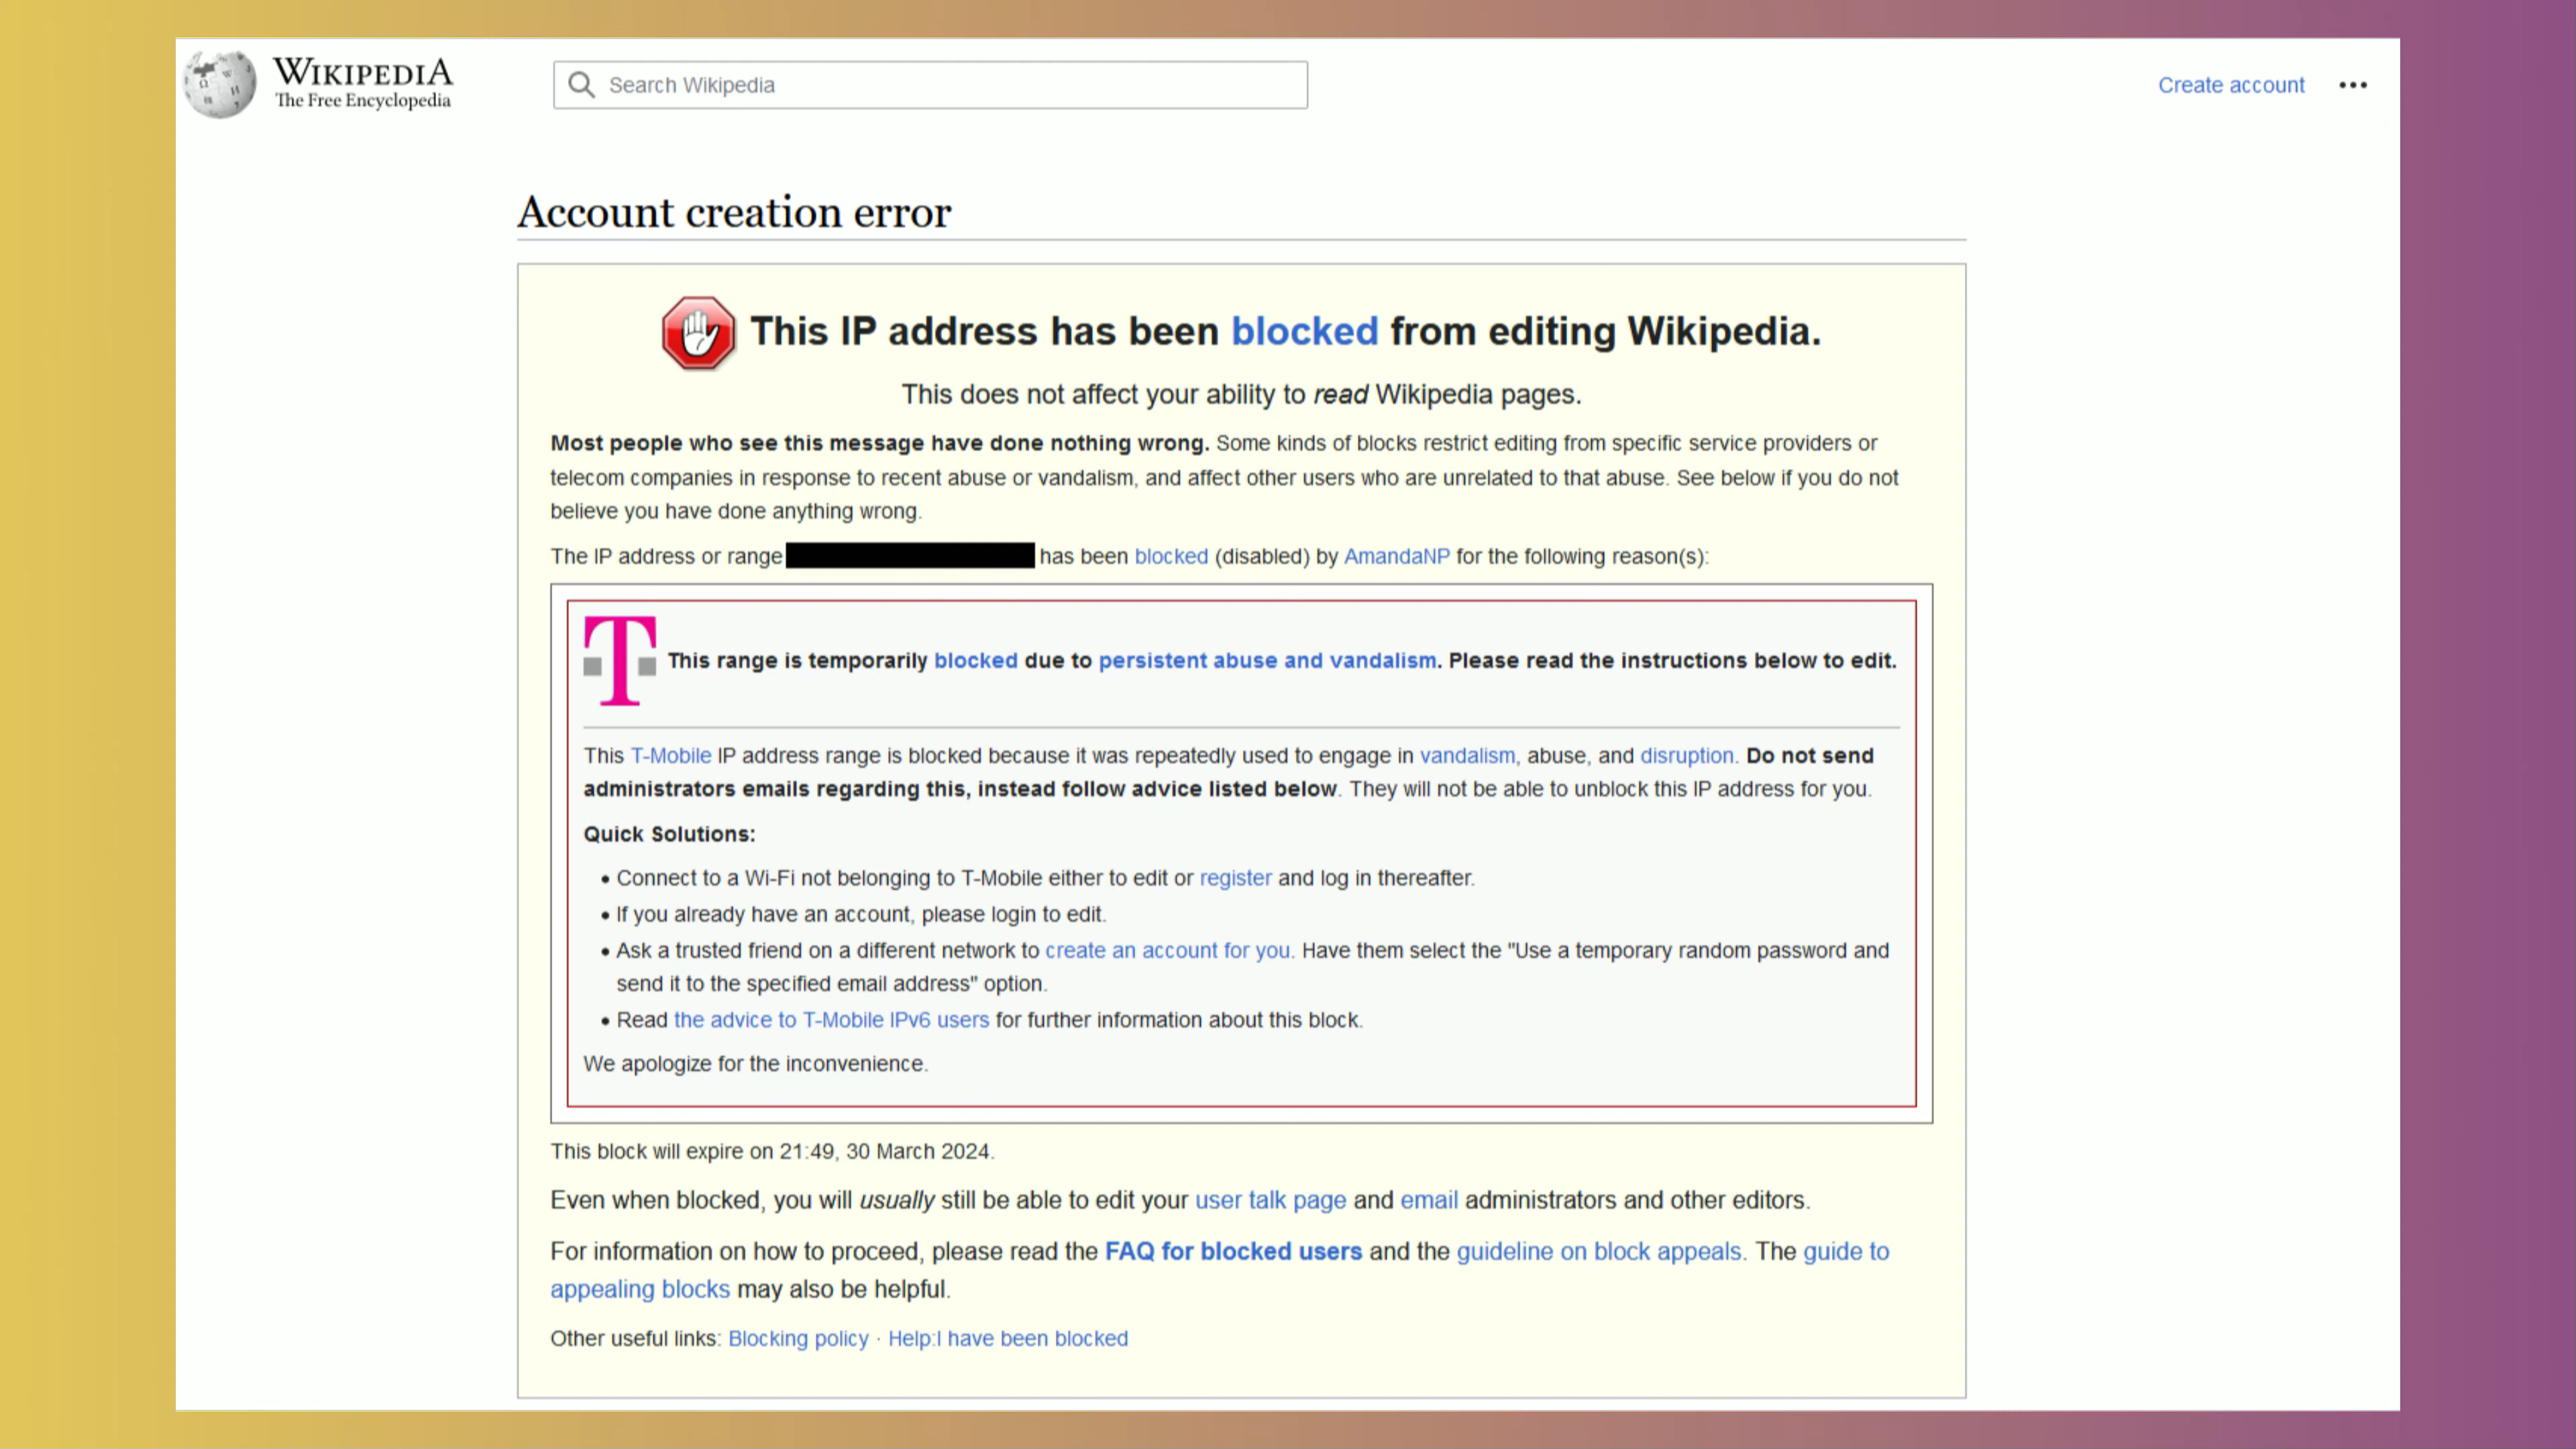 WIKIPEDIA
The Free Encyclopedia
Search Wikipedia
Create account
Account creation error
This IP address has been blocked from editing Wikipedia.
This does not affect your ability to read Wikipedia pages.
Most people who see this message have done nothing wrong. Some kinds of blocks restrict editing from specific service providers or
telecom companies in response to recent abuse or vandalism, and affect other users who are unrelated to that abuse. See below if you do not
believe you have done anything wrong.
The IP address or range has been blocked (disabled) by AmandaNP for the following reason(s):
T
This range is temporarily blocked due to persistent abuse and vandalism. Please read the instructions below to edit.
This T-Mobile IP address range is blocked because it was repeatedly used to engage in vandalism, abuse, and disruption. Do not send
administrators emails regarding this, instead follow advice listed below. They will not be able to unblock this IP address for you.
Quick Solutions:
• Connect to a Wi-Fi not belonging to T-Mobile either to edit or register and log in thereafter.
• If you already have an account, please login to edit.
• Ask a trusted friend on a different network to create an account for you. Have them select the "Use a temporary random password and
send it to the specified email address" option.
• Read the advice to T-Mobile IPv6 users for further information about this block.
We apologize for the inconvenience.
This block will expire on 21:49, 30 March 2024.
Even when blocked, you will usually still be able to edit your user talk page and email administrators and other editors.
For information on how to proceed, please read the FAQ for blocked users and the guideline on block appeals. The guide to
appealing blocks may also be helpful.
Other useful links: Blocking policy · Help:I have been blocked